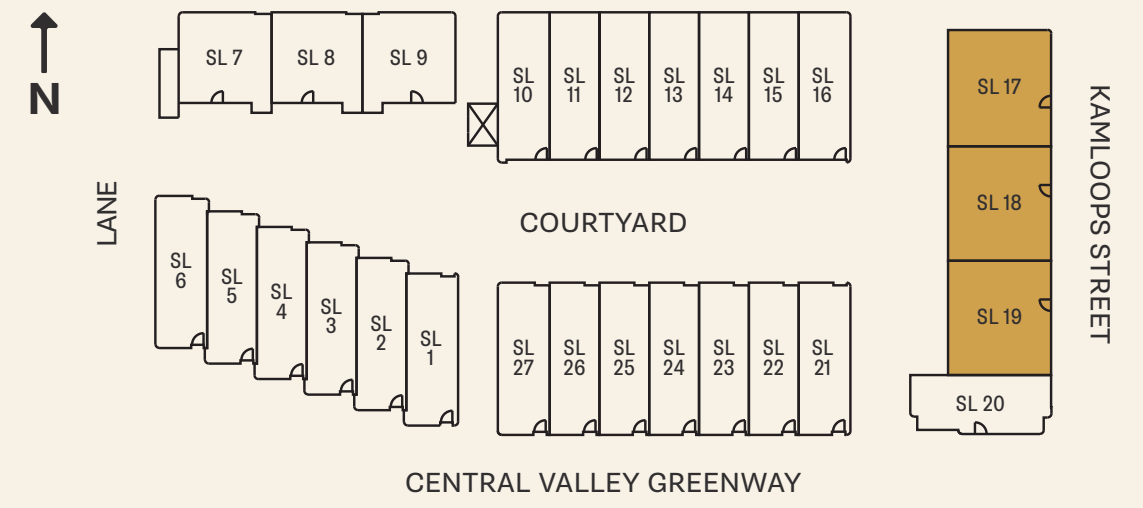 N
SL 7
SL 8
SL 9
SL
10
SL
11
SL
12
SL
13
SL
14
SL
15
SL
16
SL 17
SL 18
SL 19
SL 20
KAMLOOPS STREET
LANE
COURTYARD
SL
6
SL
5
SL
4
SL
3
SL
2
SL
1
SL
27
SL
26
SL
25
SL
24
SL
23
SL
22
SL
21
CENTRAL VALLEY GREENWAY